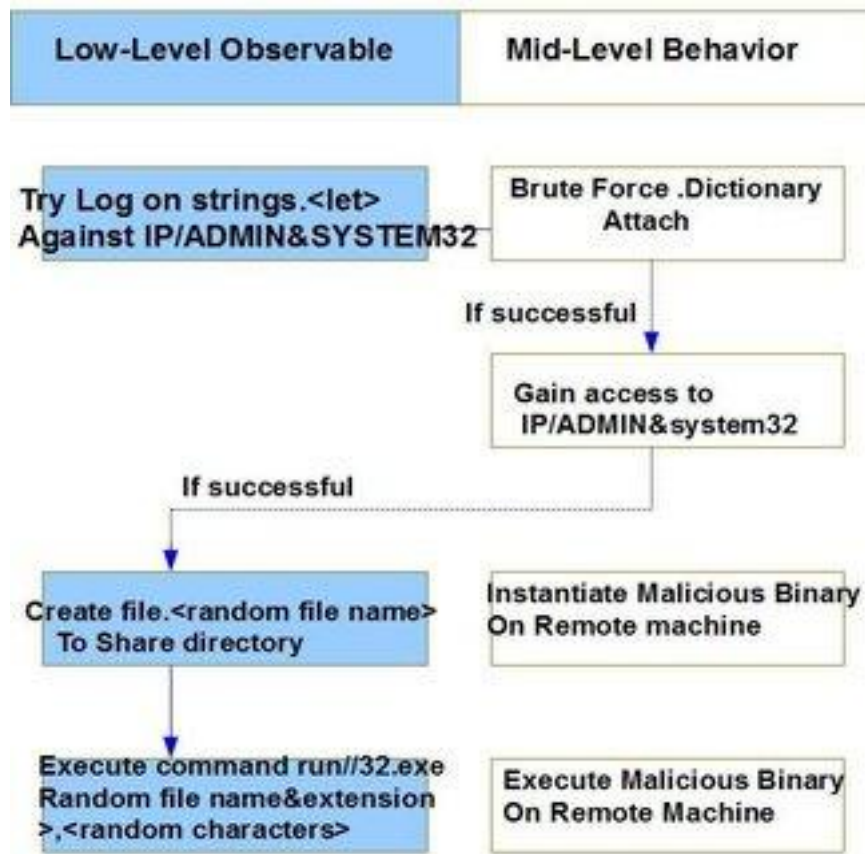 Low-Level Observable
Mid-Level Behavior
Try Log on strings.<let>
Against IP/ADMIN&SYSTEM32
Brute Force .Dictionary
Attach
If successful
Gain access to
IP/ADMIN&system32
If successful
Create file.<random file name>
To Share directory
Instantiate Malicious Binary
On Remote machine
Execute command run//32.exe
Random file name&extension
>,<random characters>
Execute Malicious Binary
On Remote Machine